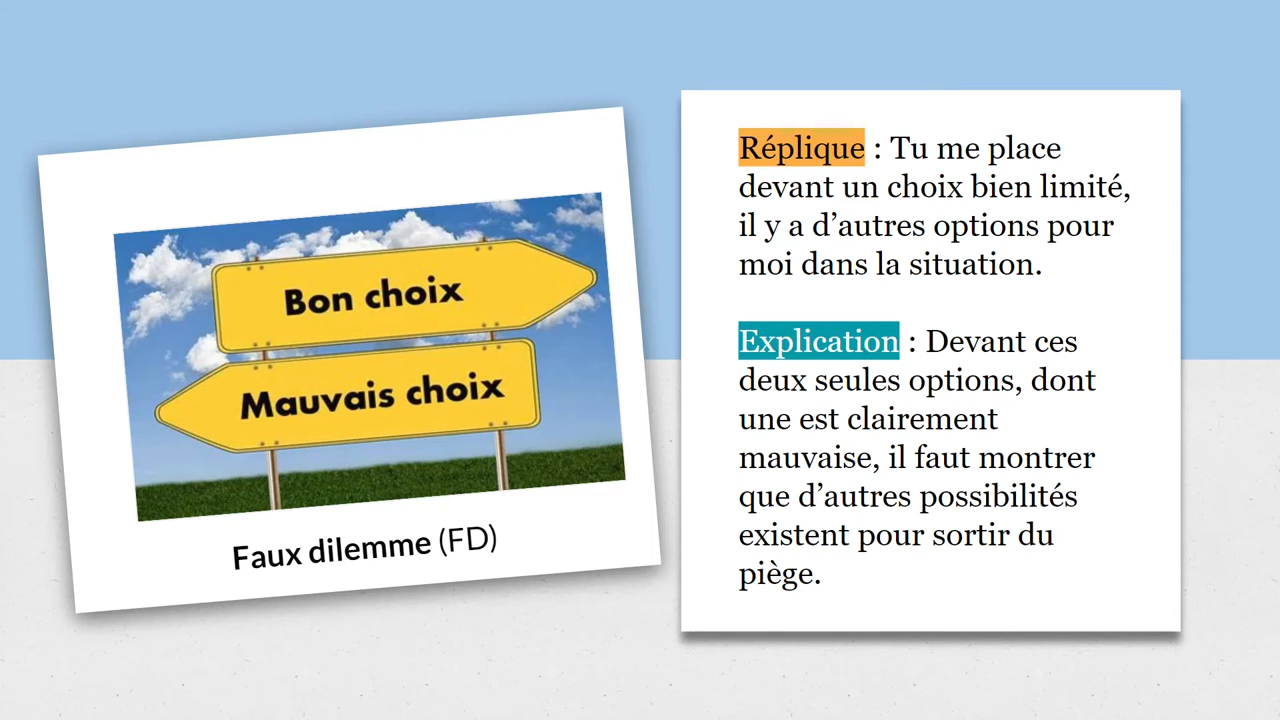 Bon choix
Mauvais choix
Faux dilemme (FD)
Réplique : Tu me place
devant un choix bien limité,
il y a d’autres options pour
moi dans la situation.
Explication : Devant ces
deux seules options, dont
une est clairement
mauvaise, il faut montrer
que d’autres possibilités
existent pour sortir du
piège.